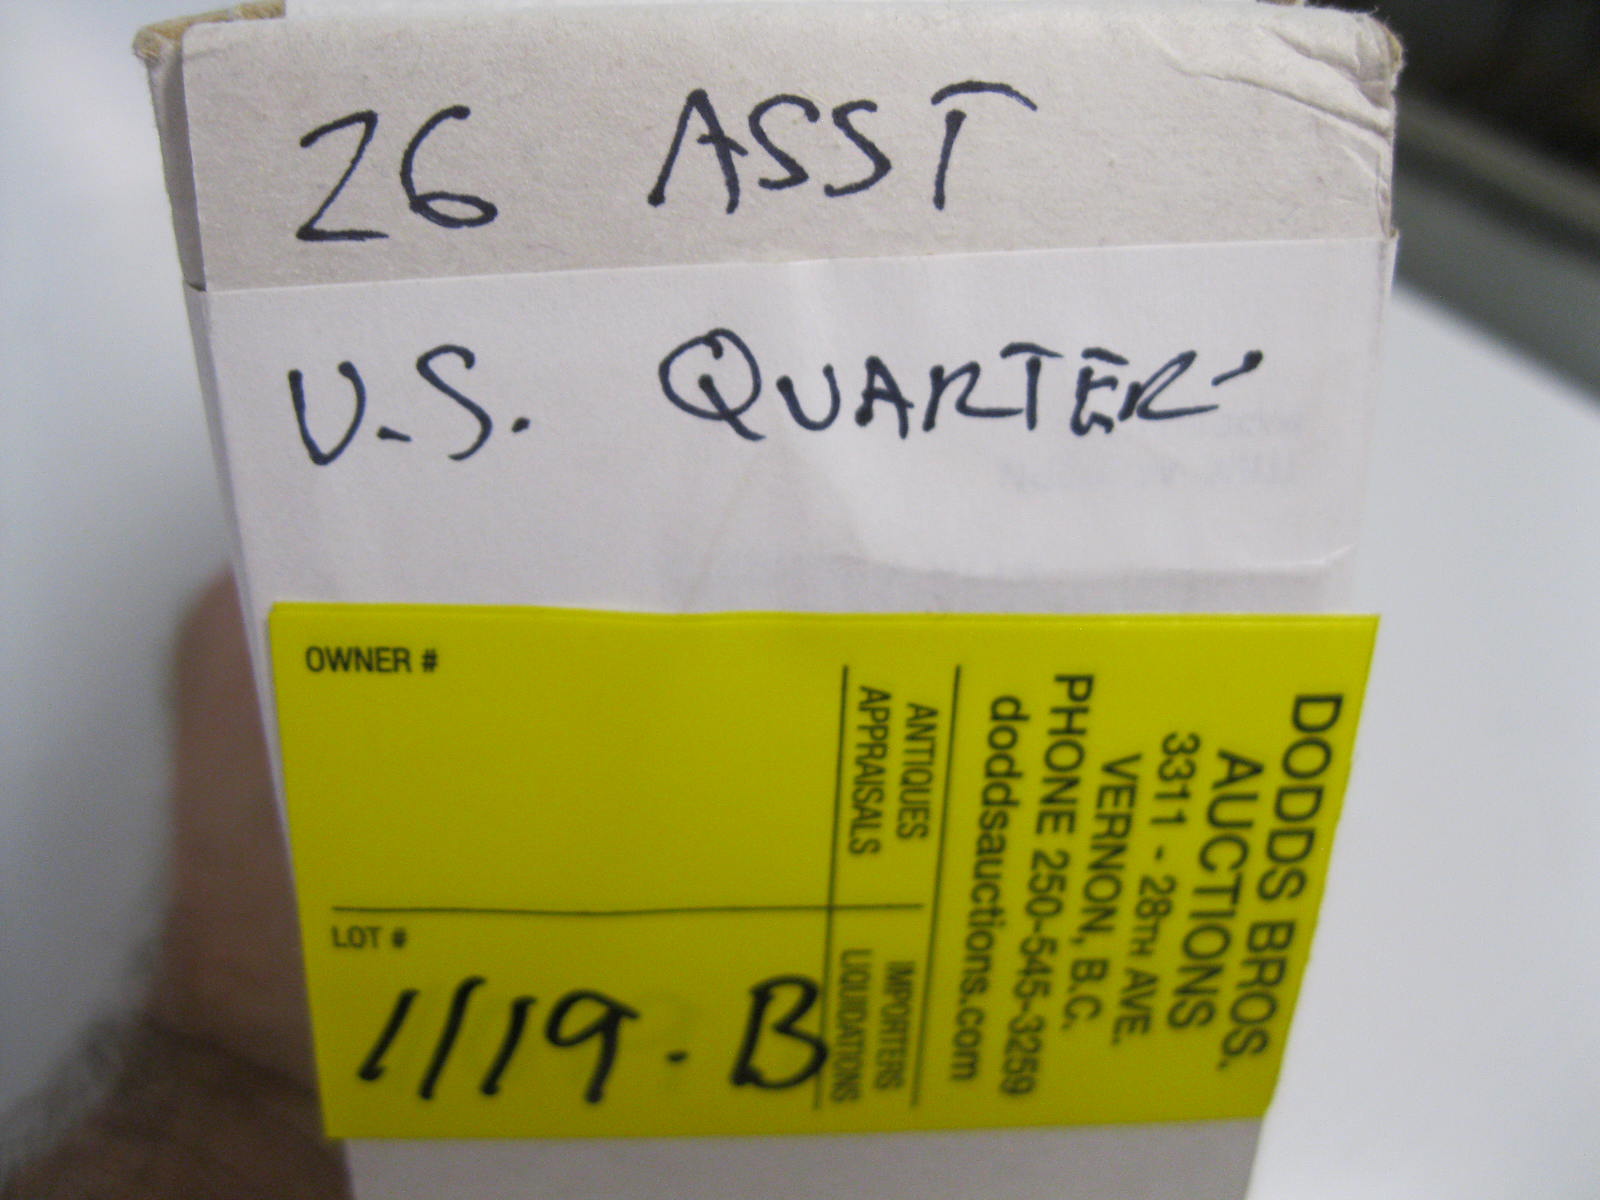 26 ASST
U.S. QUARTER'
OWNER #
LOT #
1119.B
DODDS BROS.
AUCTIONS
3311 - 28TH AVE.
VERNON, B.C.
PHONE 250-545-3259
doddsauctions.com
ANTIQUES
APPRAISALS
IMPORTERS
LIQUIDATIONS